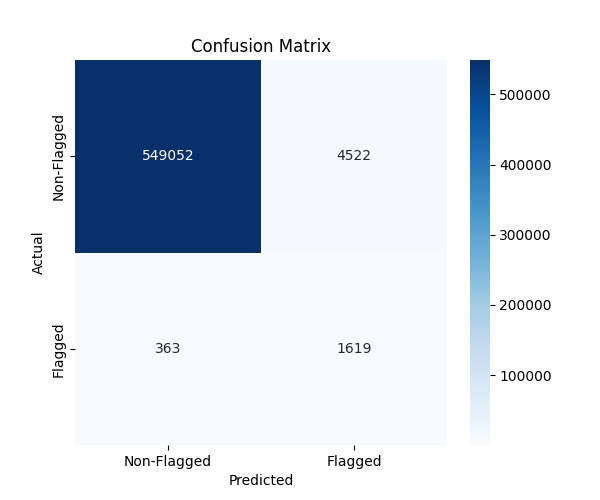 Confusion Matrix
Actual
Non-Flagged
Flagged
549052 4522
363 1619
Non-Flagged Flagged
Predicted
500000
400000
300000
200000
100000